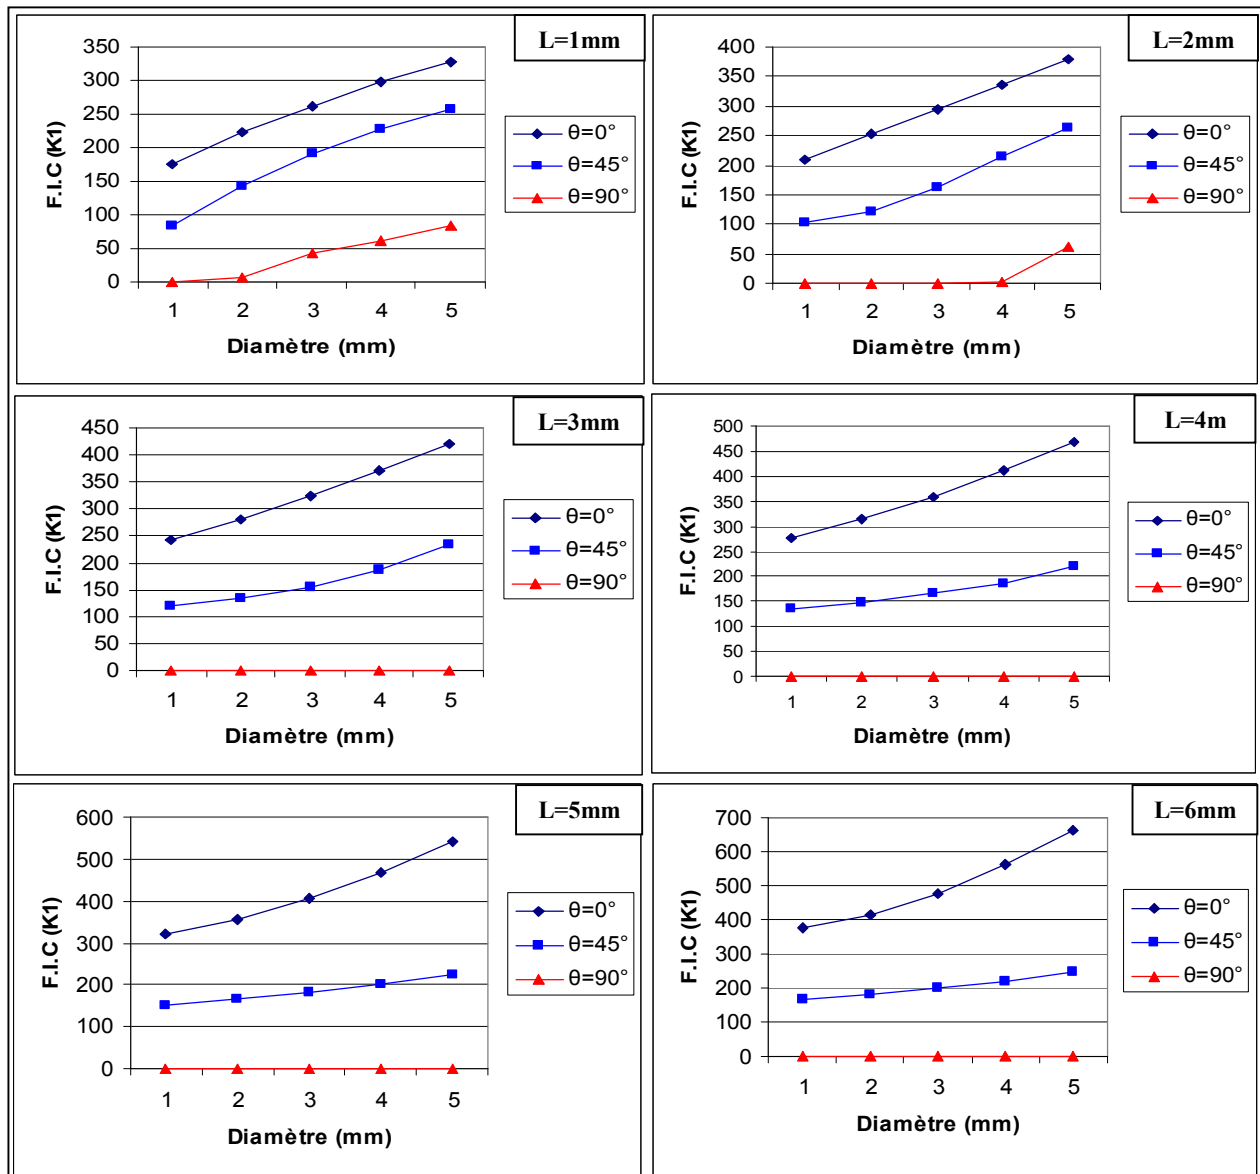 L=1mm
350
300
250
200
150
100
50
0
F.I.C (K1)
1 2 3 4 5
Diamètre (mm)
θ=0°
θ=45°
θ=90°
L=2mm
400
350
300
250
200
150
100
50
0
F.I.C (K1)
1 2 3 4 5
Diamètre (mm)
θ=0°
θ=45°
θ=90°
L=3mm
450
400
350
300
250
200
150
100
50
0
F.I.C (K1)
1 2 3 4 5
Diamètre (mm)
θ=0°
θ=45°
θ=90°
L=4m
500
450
400
350
300
250
200
150
100
50
0
F.I.C (K1)
1 2 3 4 5
Diamètre (mm)
θ=0°
θ=45°
θ=90°
L=5mm
600
500
400
300
200
100
0
F.I.C (K1)
1 2 3 4 5
Diamètre (mm)
θ=0°
θ=45°
θ=90°
L=6mm
700
600
500
400
300
200
100
0
F.I.C (K1)
1 2 3 4 5
Diamètre (mm)
θ=0°
θ=45°
θ=90°